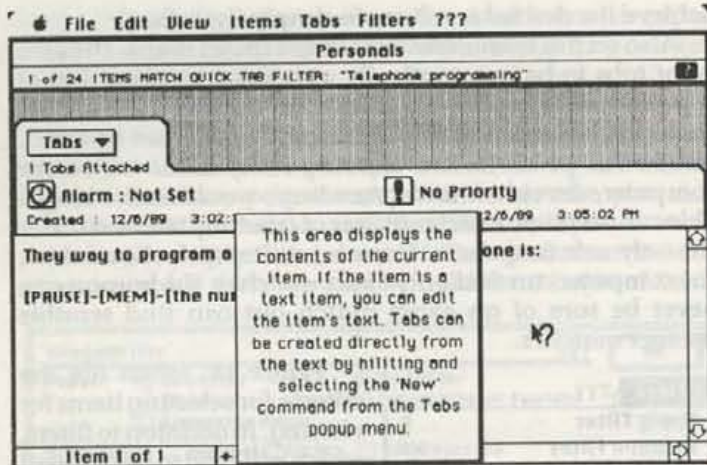 File Edit View Items Tabs Filters ???
Personals
1 of 24 ITEMS MATCH QUICK TAB FILTER: "Telephone programming"
Tabs
1 Tabs Attached
Alarm : Not Set
No Priority
Created : 12/6/89 3:02:
2/6/89 3:05:02 PM
They way to program a
one is:
[PAUSE]-[MEM]-[the nu
This area displays the
contents of the current
item. If the item is a
text item, you can edit
the item's text. Tabs can
be created directly from
the text by hiliting and
selecting the 'New'
command from the Tabs
popup menu.
Item 1 of 1